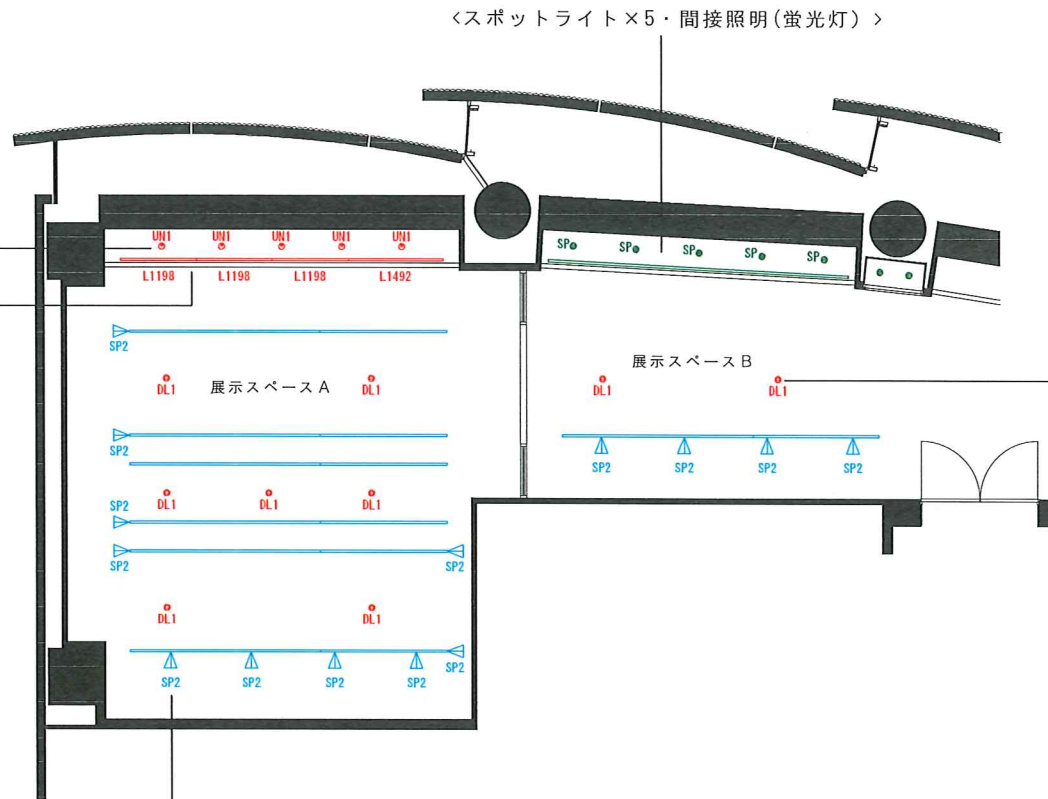 <スポットライト×5・間接照明(蛍光灯)>
UN1 UN1 UN1 UN1 UN1
SP SP SP SP SP
L1198 L1198 L1198 L1492
SP2
展示スペースA
展示スペースB
DL1 DL1 DL1 DL1
SP2
SP2 SP2 SP2 SP2
SP2
DL1 DL1 DL1
SP2 SP2
DL1 DL1
SP2
SP2 SP2 SP2 SP2